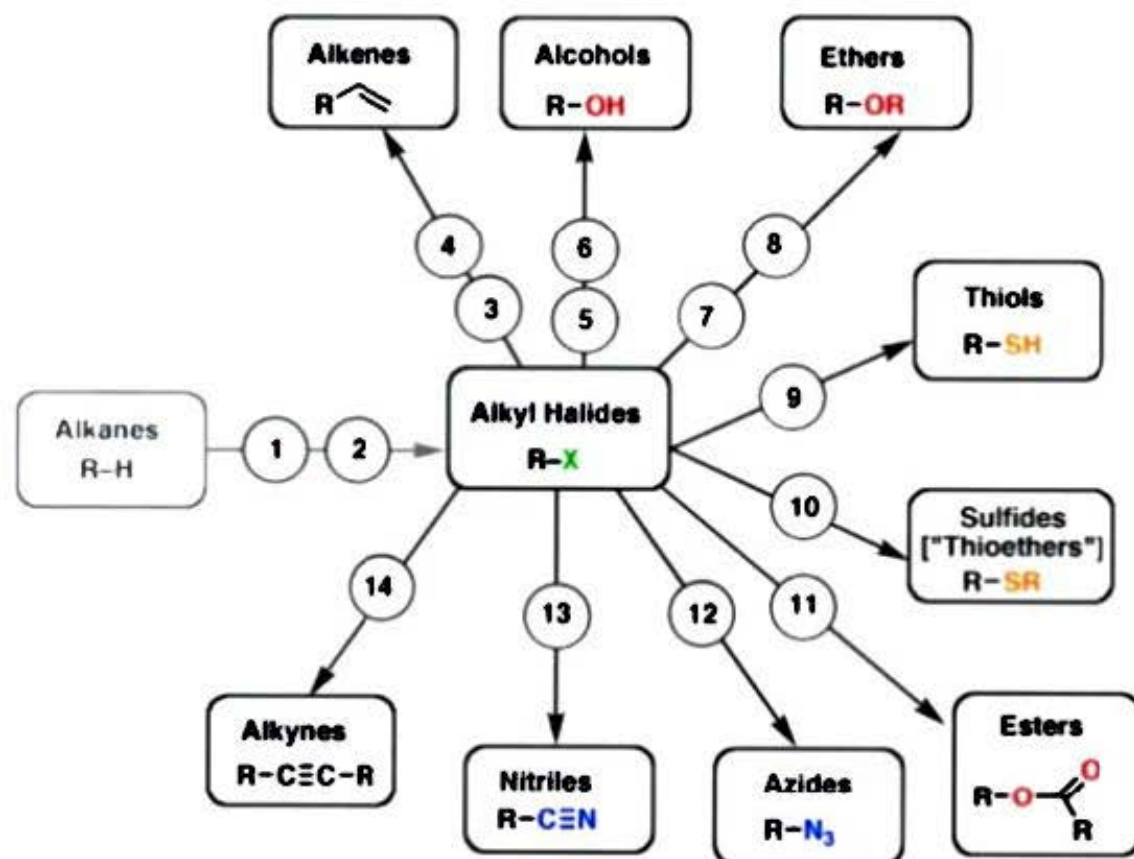 Alkenes
R
Alcohols
R-OH
Ethers
R-OR
4
6
8
3
5
7
Thiols
R-SH
Alkanes
R-H
1
2
Alkyl Halides
R-X
9
10
Sulfides
["Thioethers"]
R-SR
14
13
12
11
Alkynes
R-C≡C-R
Nitriles
R-C≡N
Azides
R-N₃
Esters
O
R-O
R